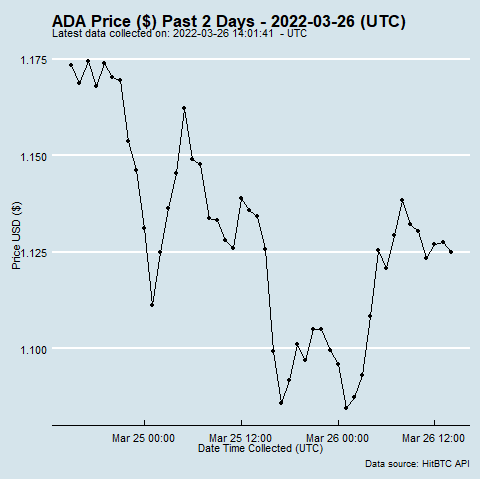 ADA Price ($) Past 2 Days - 2022-03-26 (UTC)
Latest data collected on: 2022-03-26 14:01:41 - UTC
1.175
1.150
1.125
1.100
Price USD ($)
Mar 25 00:00 Mar 25 12:00 Mar 26 00:00 Mar 26 12:00
Date Time Collected (UTC)
Data source: HitBTC API